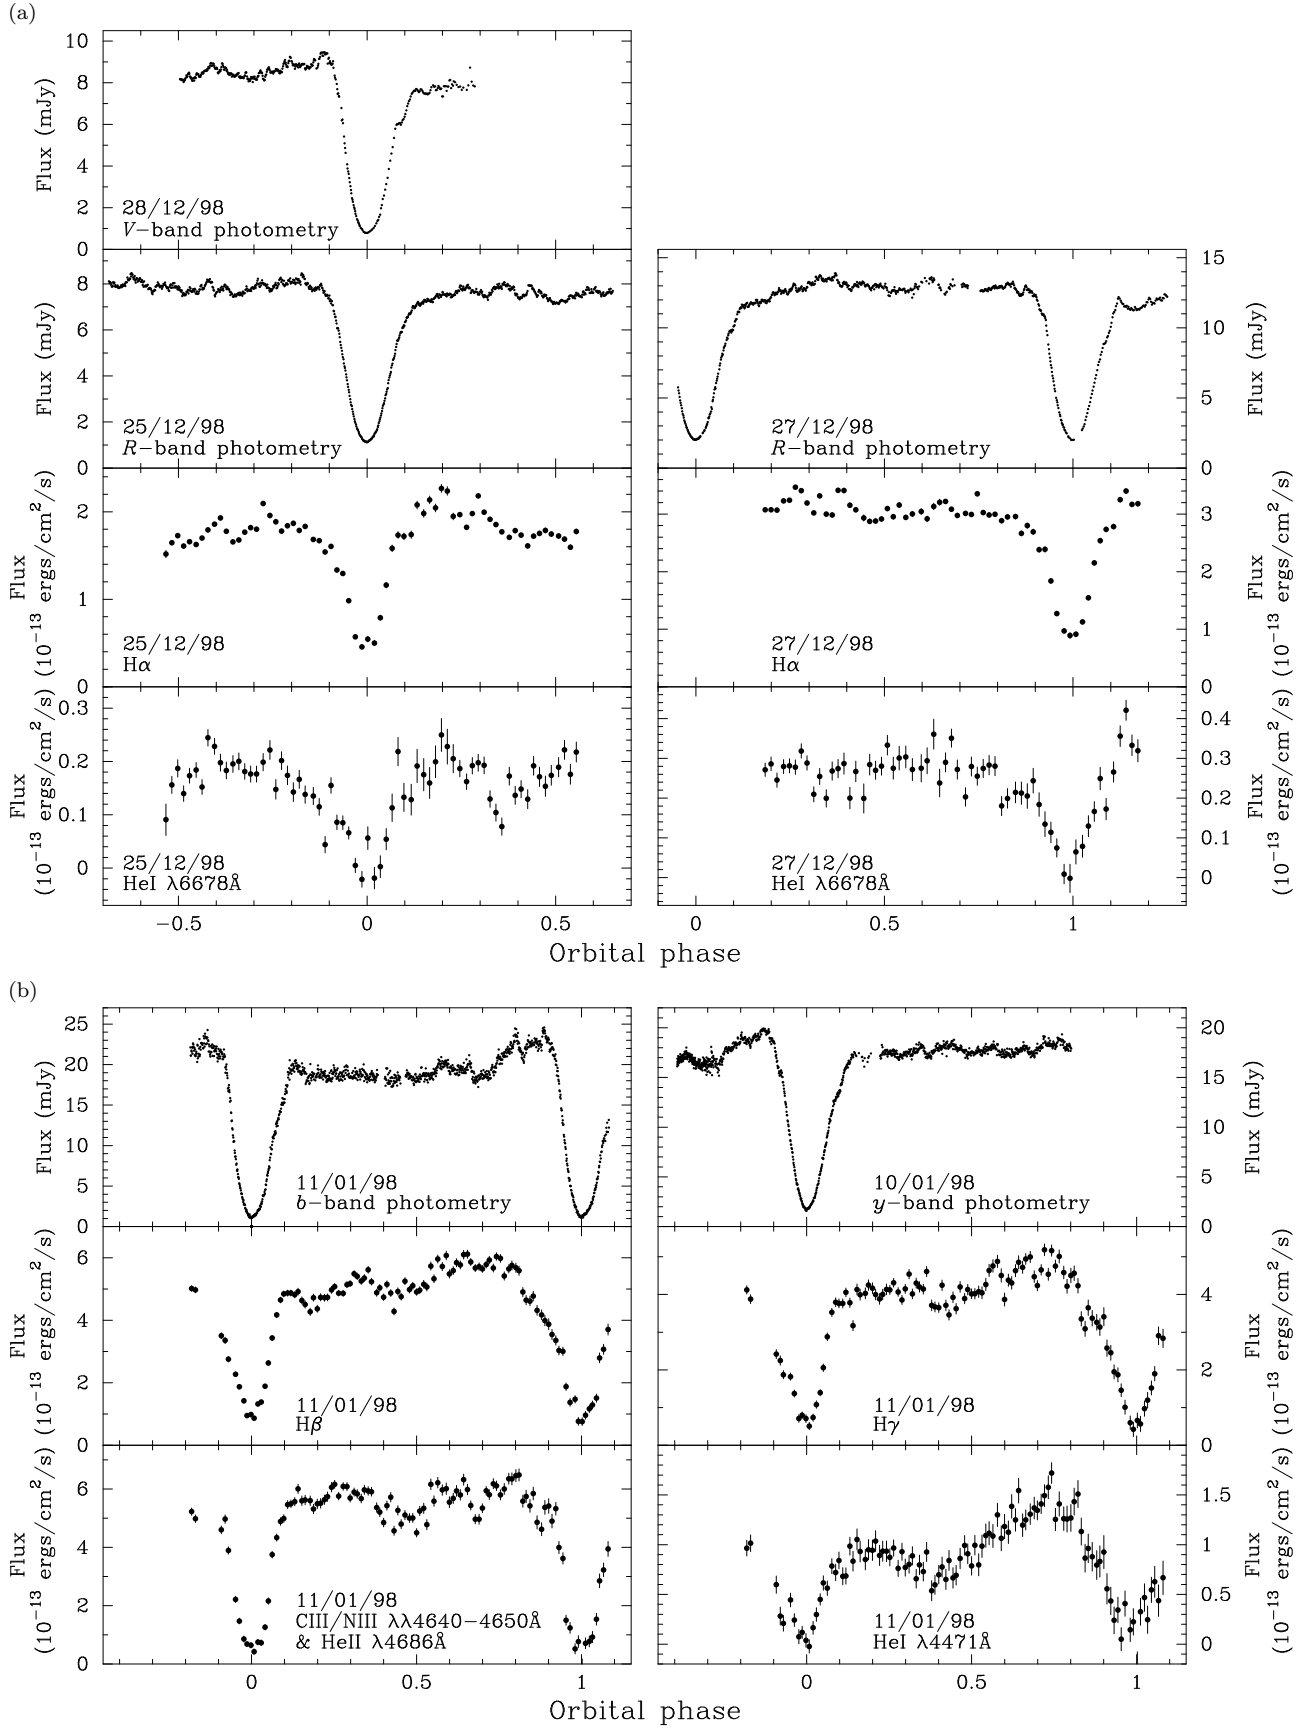 (a)
Flux (mJy)
10
8
6
4
2
0
28/12/98
V−band photometry
Flux (mJy)
8
6
4
2
0
25/12/98
R−band photometry
15
10
5
0
Flux (mJy)
27/12/98
R−band photometry
Flux
(10−13 ergs/cm2/s)
2
1
0
25/12/98
Hα
3
2
1
0
Flux
(10−13 ergs/cm2/s)
27/12/98
Hα
Flux
(10−13 ergs/cm2/s)
0.3
0.2
0.1
0
25/12/98
HeI λ6678Å
0.4
0.3
0.2
0.1
0
Flux
(10−13 ergs/cm2/s)
27/12/98
HeI λ6678Å
−0.5 0 0.5
0 0.5 1
Orbital phase
(b)
Flux (mJy)
25
20
15
10
5
0
11/01/98
b−band photometry
20
15
10
5
0
Flux (mJy)
10/01/98
y−band photometry
Flux
(10−13 ergs/cm2/s)
6
4
2
0
11/01/98
Hβ
4
2
0
Flux
(10−13 ergs/cm2/s)
11/01/98
Hγ
Flux
(10−13 ergs/cm2/s)
6
4
2
0
11/01/98
CIII/NIII λλ4640−4650Å
& HeII λ4686Å
1.5
1
0.5
0
Flux
(10−13 ergs/cm2/s)
11/01/98
HeI λ4471Å
0 0.5 1
0 0.5 1
Orbital phase